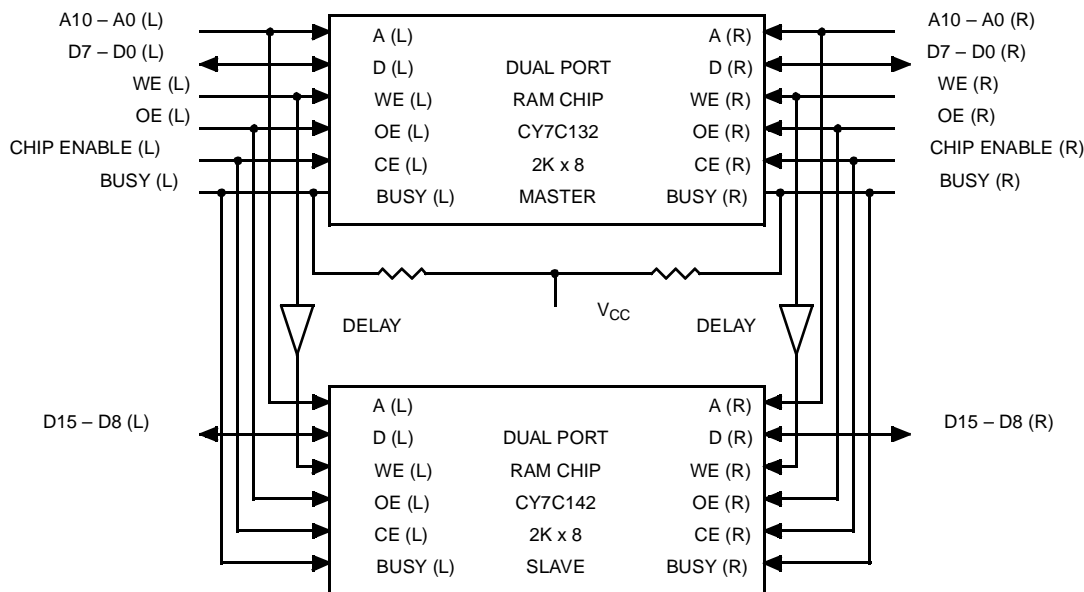 A10 – A0 (L)
D7 – D0 (L)
WE (L)
OE (L)
CHIP ENABLE (L)
BUSY (L)
A (L)
D (L)
WE (L)
OE (L)
CE (L)
BUSY (L)
DUAL PORT
RAM CHIP
CY7C132
2K x 8
MASTER
A (R)
D (R)
WE (R)
OE (R)
CE (R)
BUSY (R)
A10 – A0 (R)
D7 – D0 (R)
WE (R)
OE (R)
CHIP ENABLE (R)
BUSY (R)
DELAY
VCC
DELAY
D15 – D8 (L)
A (L)
D (L)
WE (L)
OE (L)
CE (L)
BUSY (L)
DUAL PORT
RAM CHIP
CY7C142
2K x 8
SLAVE
A (R)
D (R)
WE (R)
OE (R)
CE (R)
BUSY (R)
D15 – D8 (R)